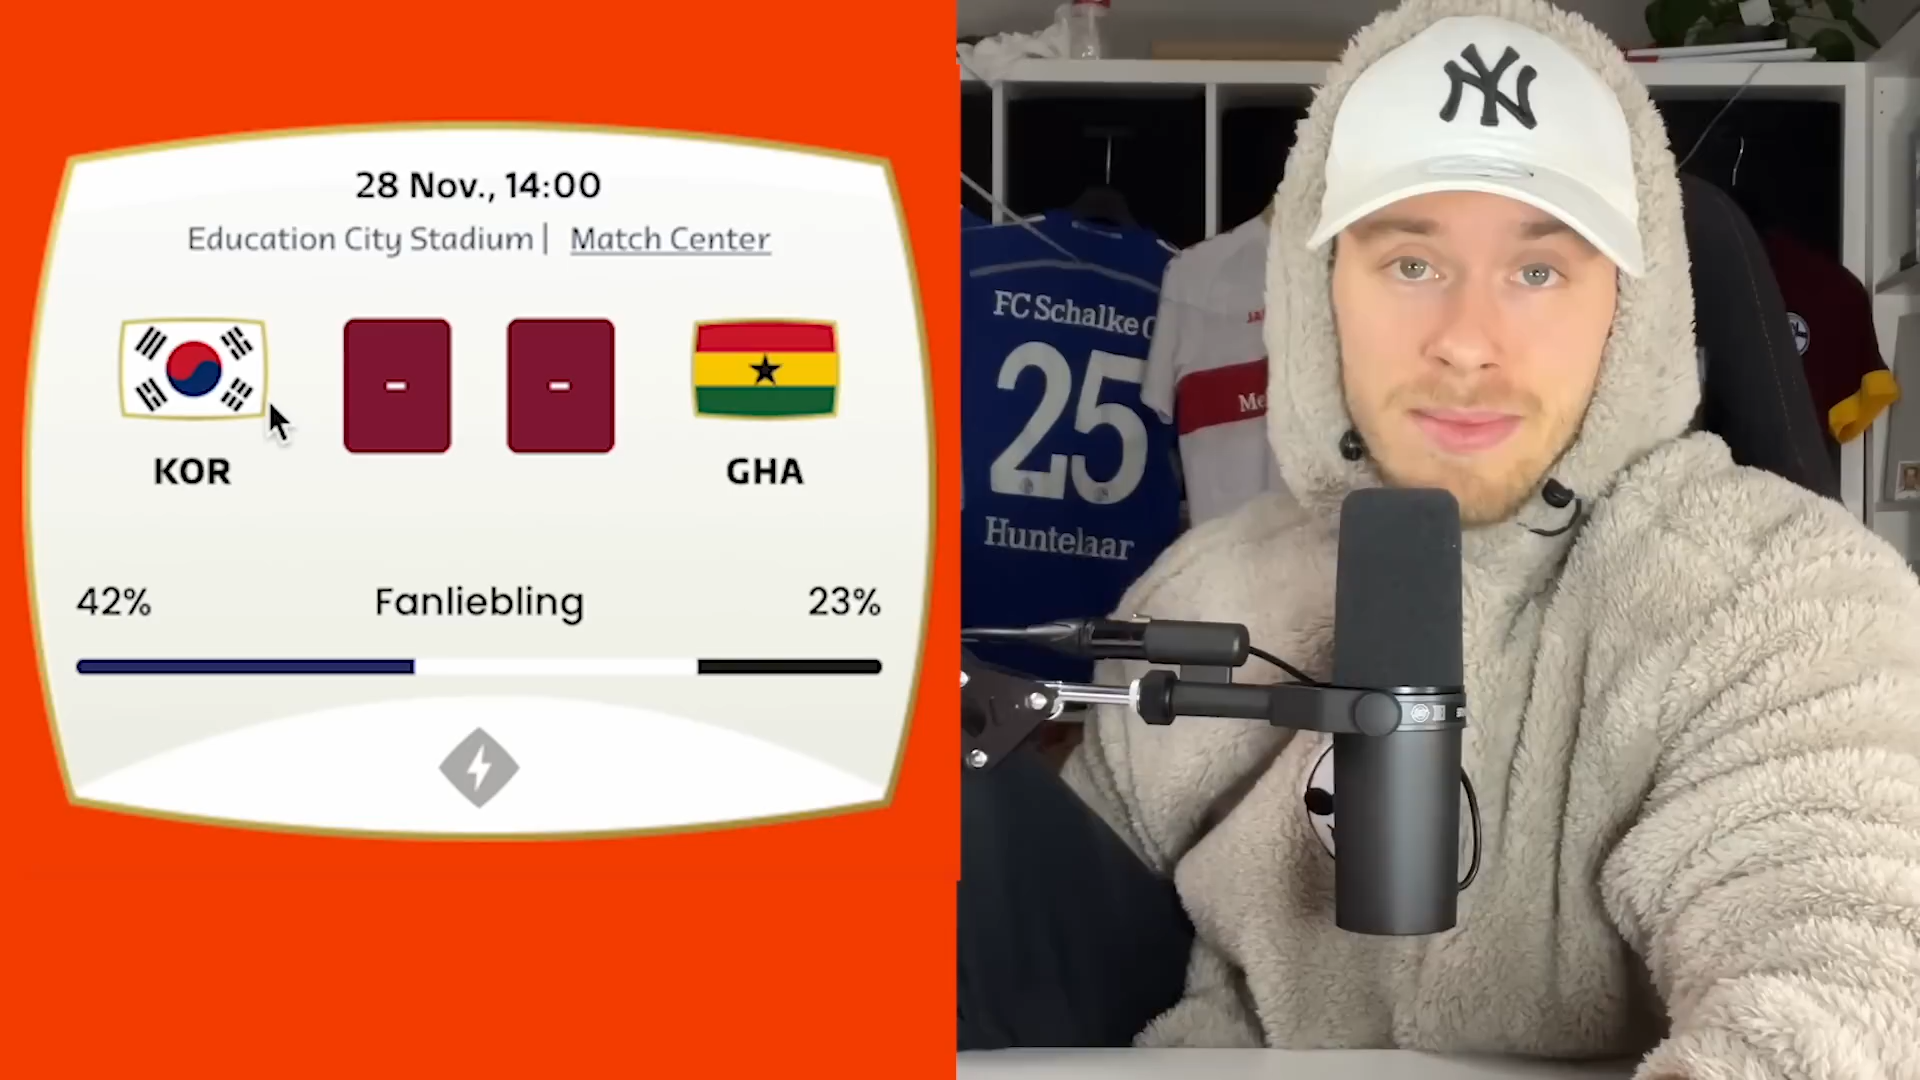 28 Nov., 14:00
Education City Stadium | Match Center
- -
KOR GHA
42% Fanliebling 23%
NY
FC Schalke 0
25
Huntelaar